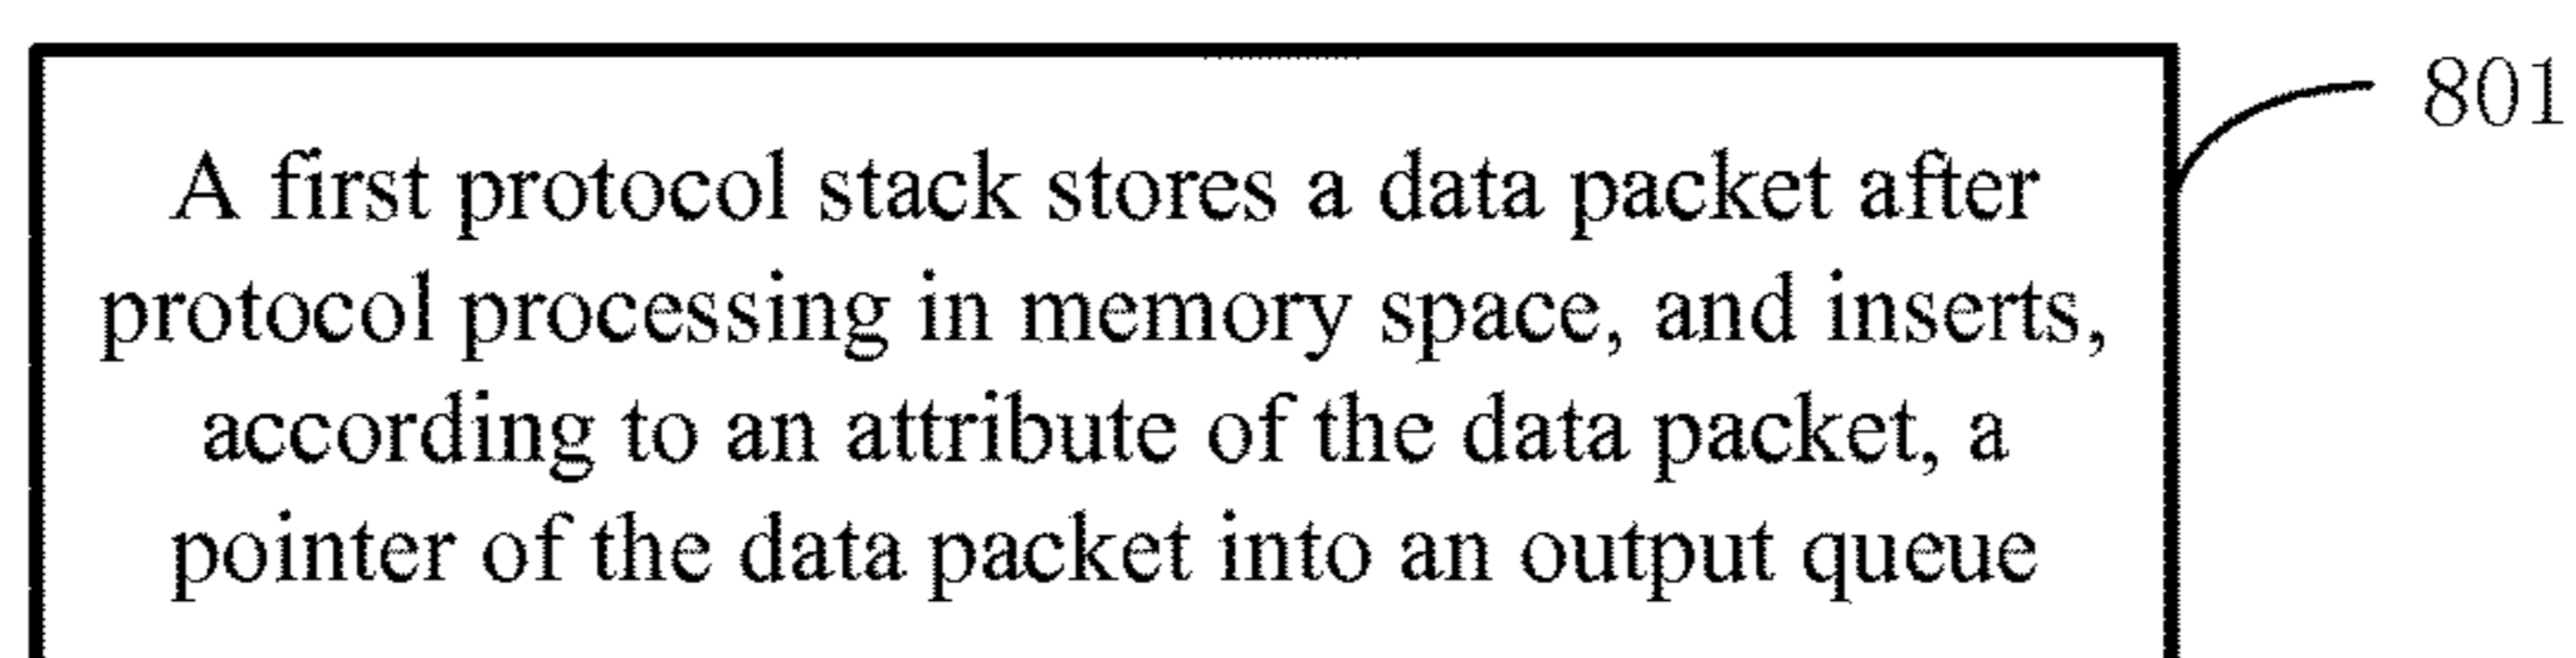 801
A first protocol stack stores a data packet after
protocol processing in memory space, and inserts,
according to an attribute of the data packet, a
pointer of the data packet into an output queue